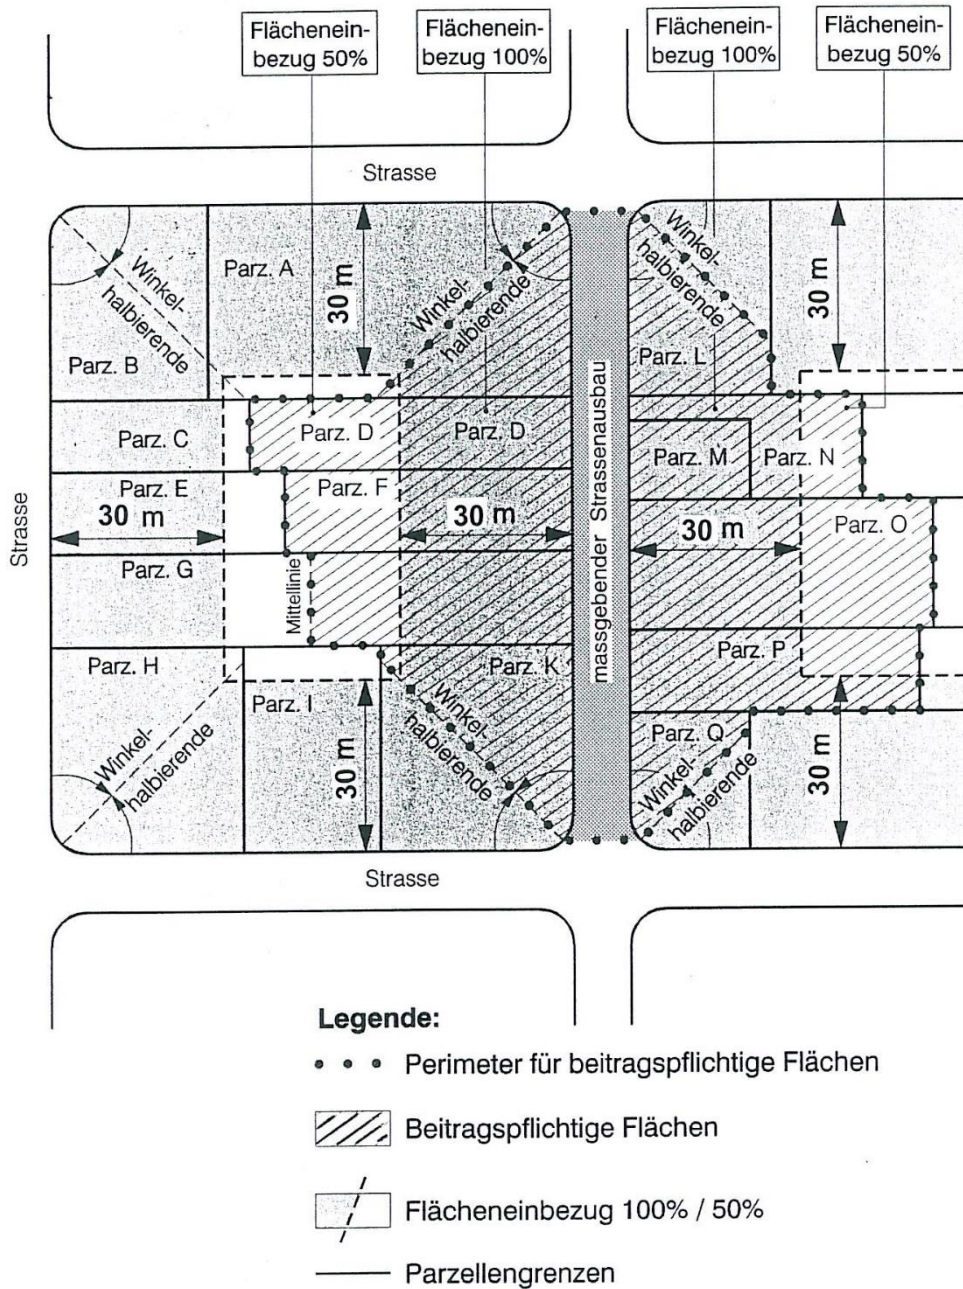 Flächenein-
bezug 50%
Flächenein-
bezug 100%
Flächenein-
bezug 100%
Flächenein-
bezug 50%
Strasse
Parz. A
30 m
Winkel-
halbierende
Winkel-
halbierende
Winkel-
halbierende
30 m
Parz. B
Parz. L
Parz. C
Parz. D
Parz. D
Parz. M
Parz. N
Parz. E
Parz. F
30 m
30 m
30 m
Parz. O
Strasse
Parz. G
Mittellinie
massgebender Strassenausbau
Parz. H
Parz. I
Parz. K
Parz. P
Parz. Q
Winkel-
halbierende
30 m
Winkel-
halbierende
Winkel-
halbierende
30 m
Strasse
Legende:
Perimeter für beitragspflichtige Flächen
Beitragspflichtige Flächen
Flächeneinbezug 100% / 50%
Parzellengrenzen